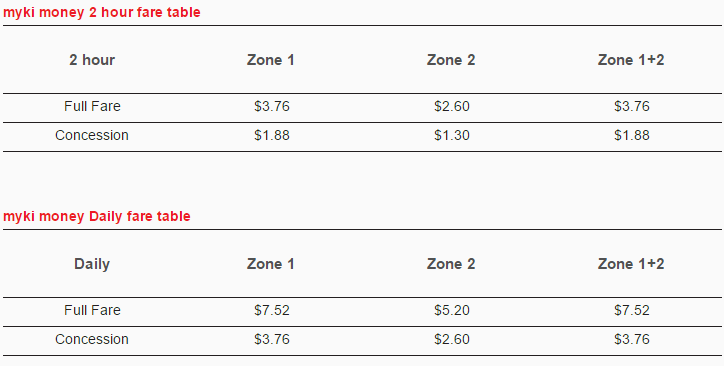 myki money 2 hour fare table
2 hour Zone 1 Zone 2 Zone 1+2
Full Fare $3.76 $2.60 $3.76
Concession $1.88 $1.30 $1.88
myki money Daily fare table
Daily Zone 1 Zone 2 Zone 1+2
Full Fare $7.52 $5.20 $7.52
Concession $3.76 $2.60 $3.76